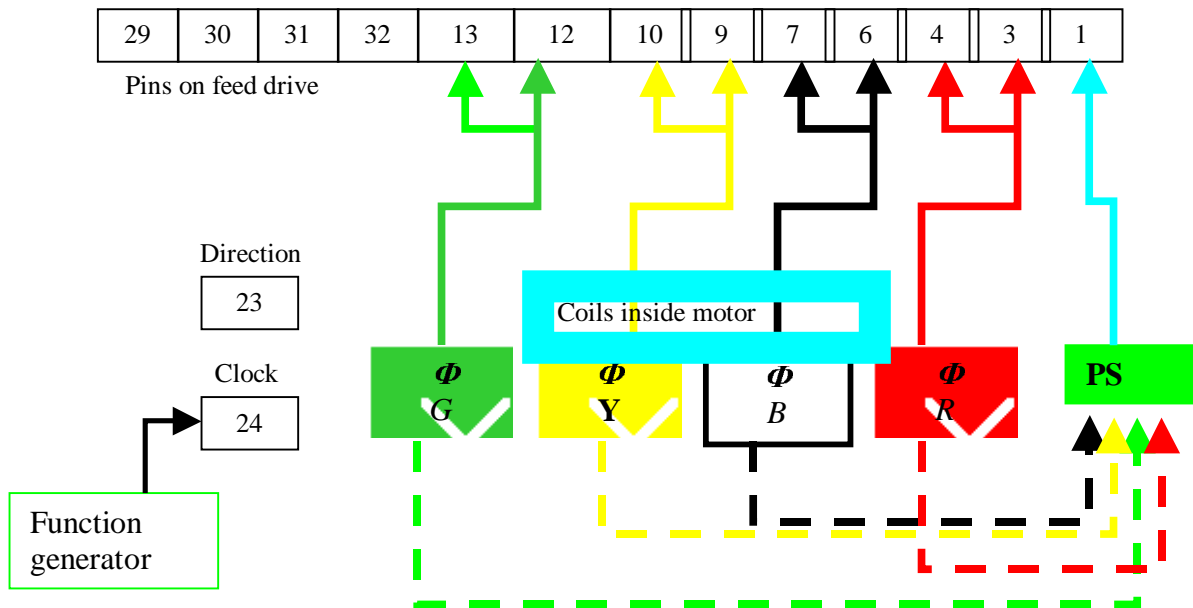 29 30 31 32 13 12 10 9 7 6 4 3 1
Pins on feed drive
Direction
23
Coils inside motor
Clock
24
Φ G
Φ Y
Φ B
Φ R
PS
Function
generator